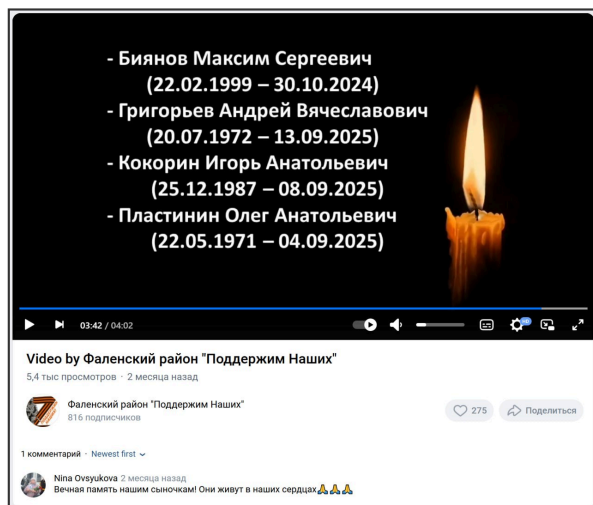 - Биянов Максим Сергеевич
(22.02.1999 – 30.10.2024)
- Григорьев Андрей Вячеславович
(20.07.1972 – 13.09.2025)
- Кокорин Игорь Анатольевич
(25.12.1987 – 08.09.2025)
- Пластинин Олег Анатольевич
(22.05.1971 – 04.09.2025)
03:42 / 04:02
HD
Video by Фаленский район "Поддержим Наших"
5,4 тыс просмотров · 2 месяца назад
Фаленский район "Поддержим Наших"
816 подписчиков
275
Поделиться
1 комментарий · Newest first
Nina Ovsyukova 2 месяца назад
Вечная память нашим сыночкам! Они живут в наших сердцах🙏🙏🙏